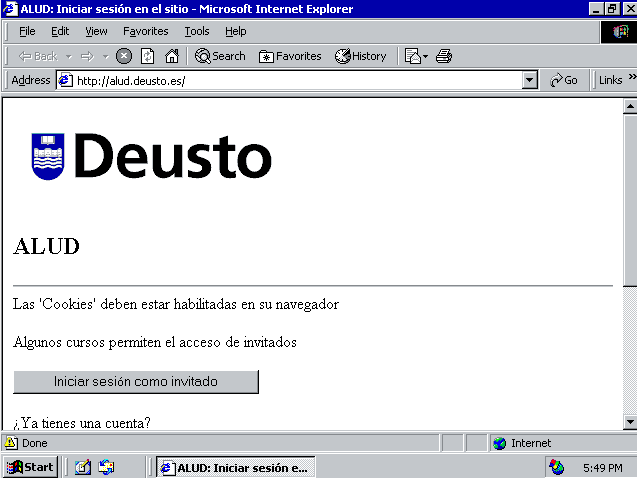 ALUD: Iniciar sesión en el sitio - Microsoft Internet Explorer
File Edit View Favorites Tools Help
Back Search Favorites History
Address http://alud.deusto.es/ Go Links »
Deusto
ALUD
Las 'Cookies' deben estar habilitadas en su navegador
Algunos cursos permiten el acceso de invitados
Iniciar sesión como invitado
¿Ya tienes una cuenta?
Done Internet
Start ALUD: Iniciar sesión e... 5:49 PM